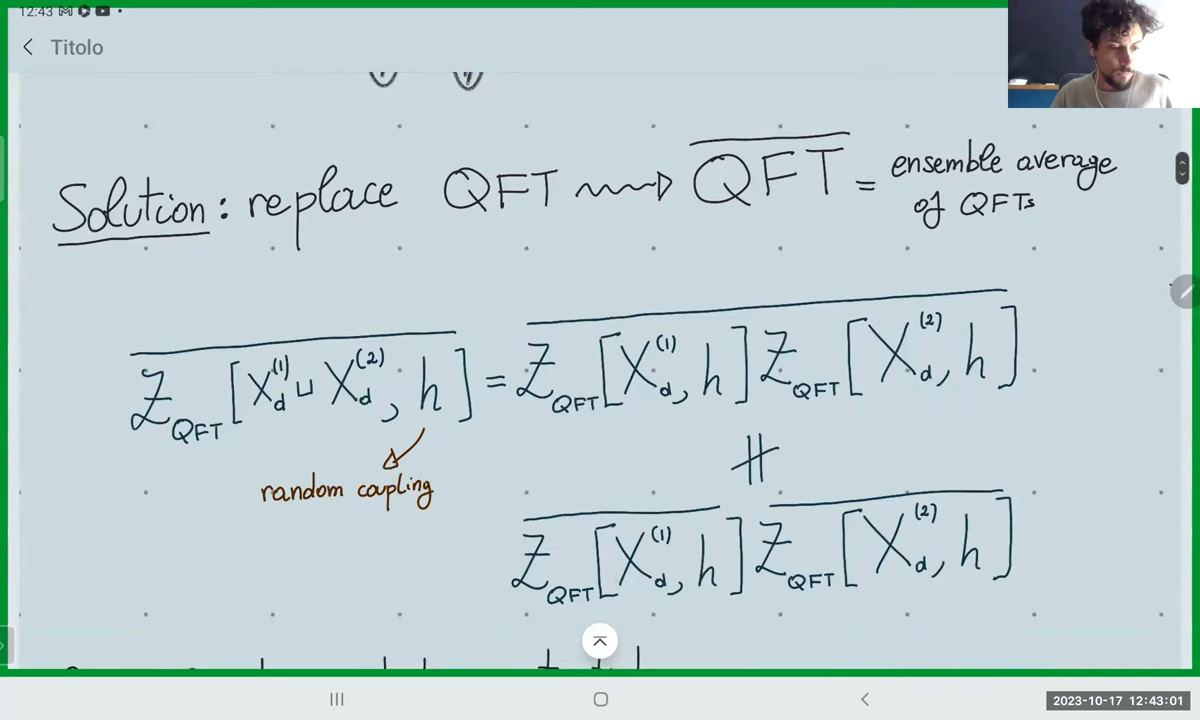 12:43
Titolo
Solution: replace QFT ⇝ \overline{QFT} = ensemble average
of QFTs
\overline{Z_{QFT}[X_d^{(1)} ⊔ X_d^{(2)}, h]} = \overline{Z_{QFT}[X_d^{(1)}, h] Z_{QFT}[X_d^{(2)}, h]}
random coupling
≠
\overline{Z_{QFT}[X_d^{(1)}, h]} \overline{Z_{QFT}[X_d^{(2)}, h]}
2023-10-17 12:43:01